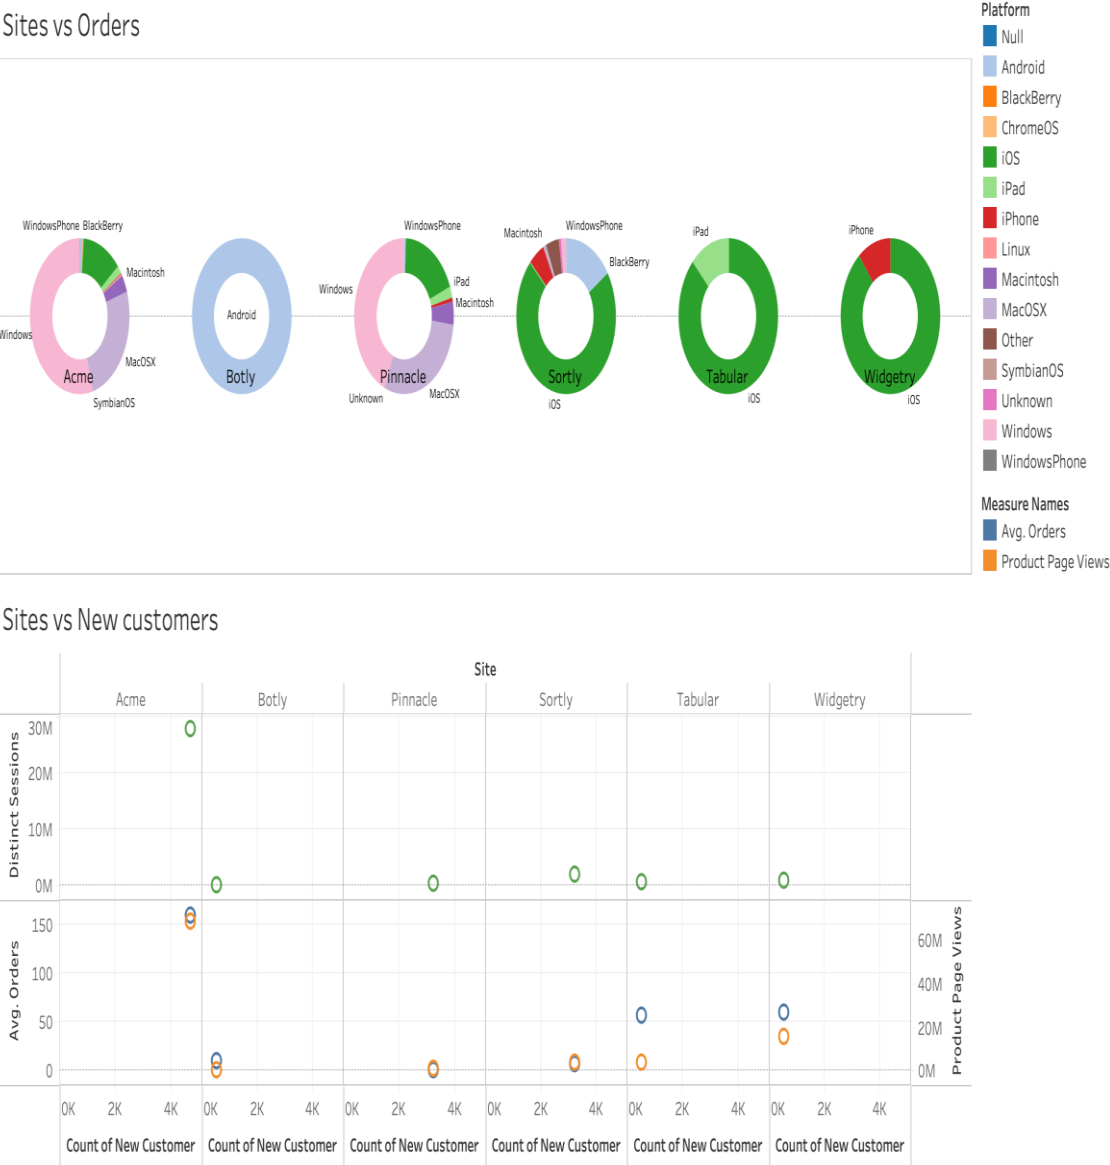 Sites vs Orders
Platform
Null
Android
BlackBerry
ChromeOS
iOS
iPad
iPhone
Linux
Macintosh
MacOSX
Other
SymbianOS
Unknown
Windows
WindowsPhone
Measure Names
Avg. Orders
Product Page Views
WindowsPhone BlackBerry
Macintosh
Windows
MacOSX
Acme
SymbianOS
Android
Botly
WindowsPhone
Windows
iPad
Macintosh
Pinnacle
Unknown
MacOSX
Macintosh
WindowsPhone
BlackBerry
Sortly
iOS
iPad
Tabular
iOS
iPhone
Widgetry
iOS
Sites vs New customers
Site
Acme Botly Pinnacle Sortly Tabular Widgetry
Distinct Sessions
30M
20M
10M
0M
Avg. Orders
150
100
50
0
Product Page Views
60M
40M
20M
0M
0K 2K 4K 0K 2K 4K 0K 2K 4K 0K 2K 4K 0K 2K 4K 0K 2K 4K
Count of New Customer Count of New Customer Count of New Customer Count of New Customer Count of New Customer Count of New Customer